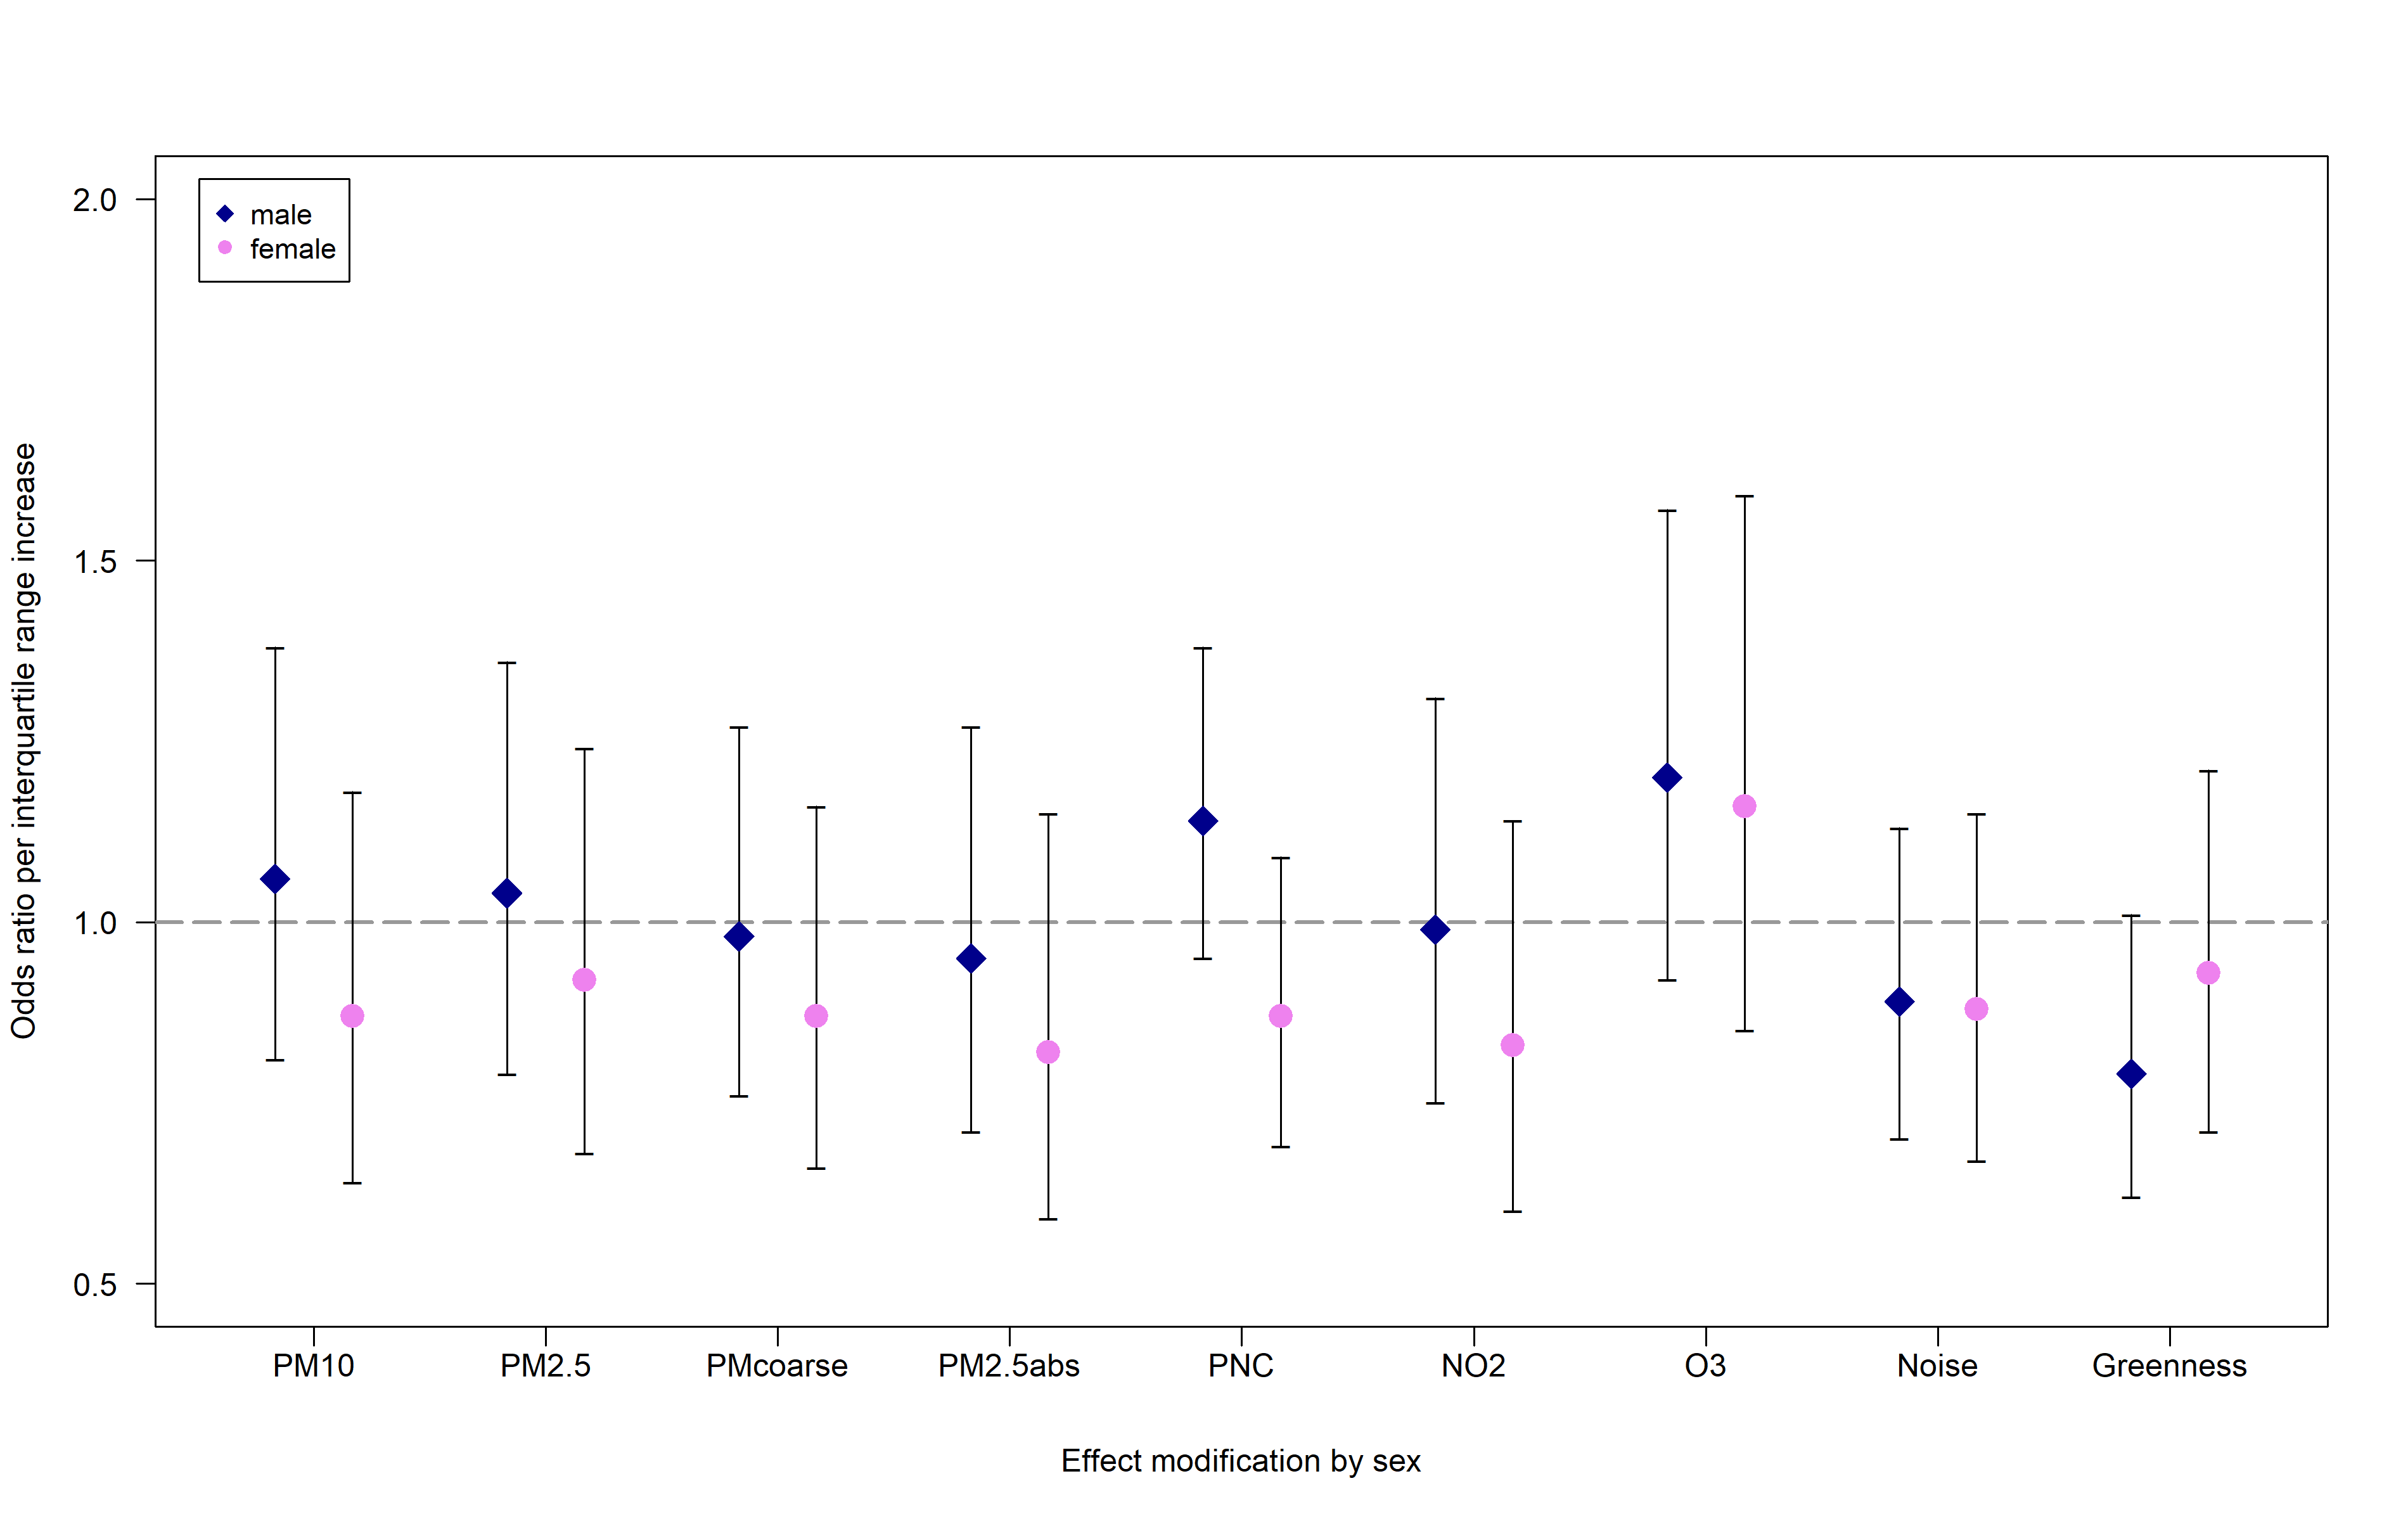 male
female
Odds ratio per interquartile range increase
2.0
1.5
1.0
0.5
PM10 PM2.5 PMcoarse PM2.5abs PNC NO2 O3 Noise Greenness
Effect modification by sex